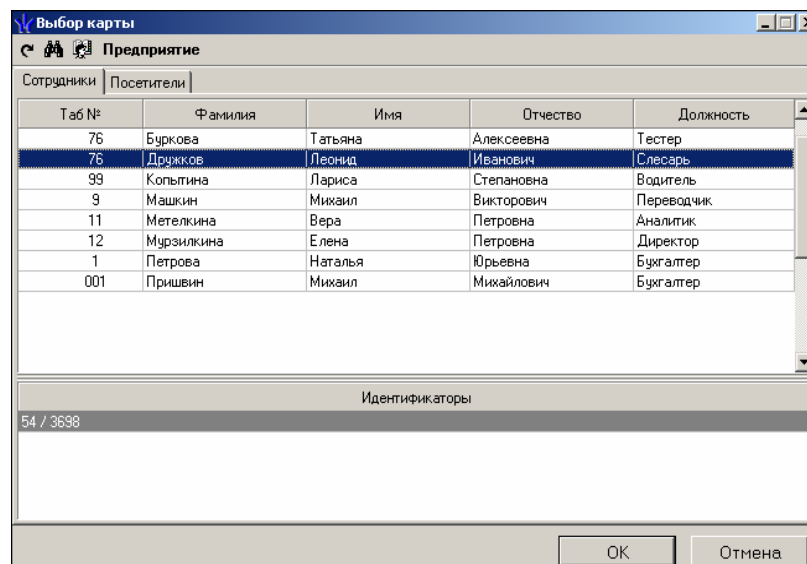 Выбор карты
Предприятие
Сотрудники Посетители
Таб № Фамилия Имя Отчество Должность
76 Буркова Татьяна Алексеевна Тестер
76 Дружков Леонид Иванович Слесарь
99 Копытина Лариса Степановна Водитель
9 Машкин Михаил Викторович Переводчик
11 Метелкина Вера Петровна Аналитик
12 Мурзилкина Елена Петровна Директор
1 Петрова Наталья Юрьевна Бухгалтер
001 Пришвин Михаил Михайлович Бухгалтер
Идентификаторы
54 / 3698
OK Отмена